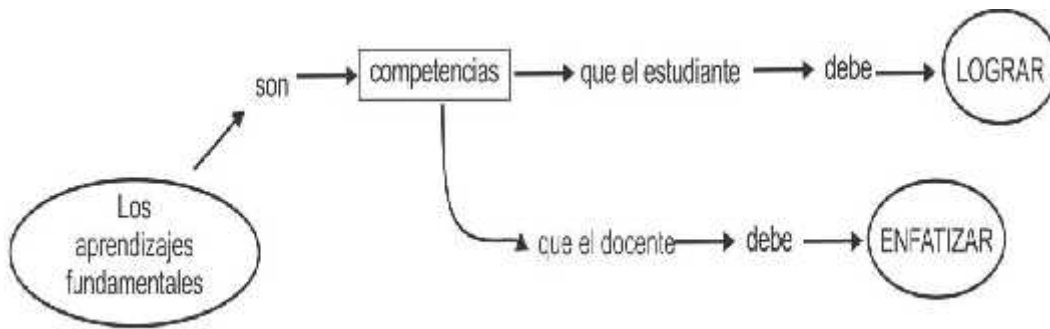 son
competencias
que el estudiante
debe
LOGRAR
Los
aprendizajes
fundamentales
que el docente
debe
ENFATIZAR